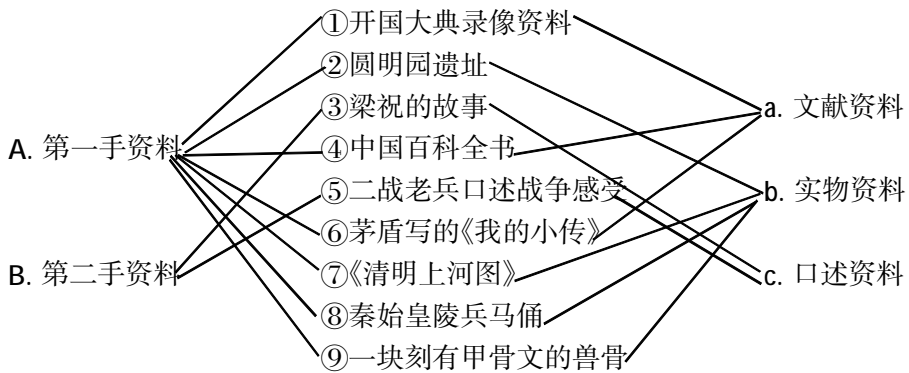 ①开国大典录像资料
②圆明园遗址
③梁祝的故事
a. 文献资料
A. 第一手资料
④中国百科全书
⑤二战老兵口述战争感受
b. 实物资料
⑥茅盾写的《我的小传》
B. 第二手资料
⑦《清明上河图》
c. 口述资料
⑧秦始皇陵兵马俑
⑨一块刻有甲骨文的兽骨